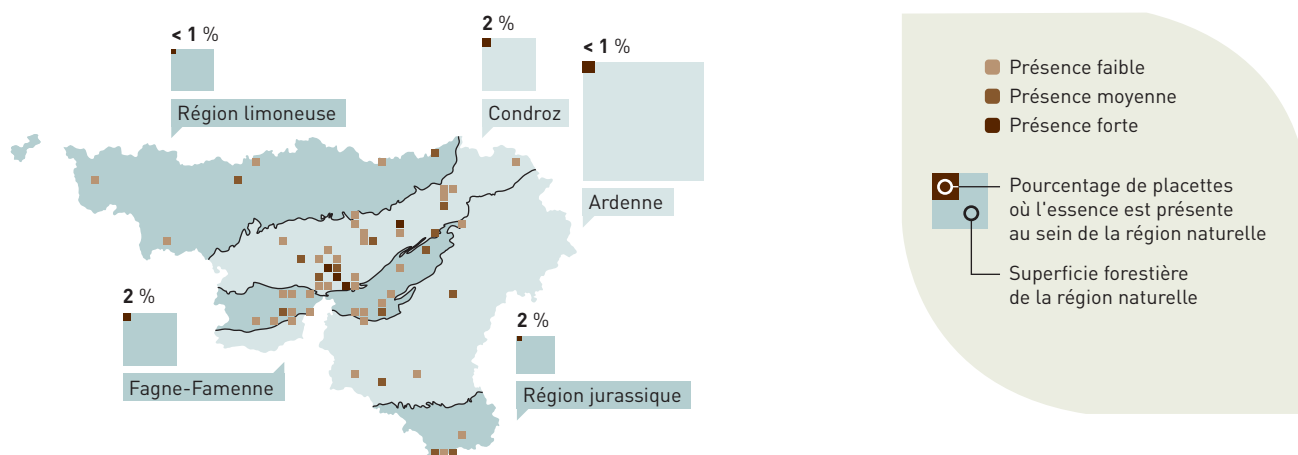 < 1 %
Région limoneuse
2 %
Condroz
< 1 %
Ardenne
2 %
Fagne-Famenne
2 %
Région jurassique
Présence faible
Présence moyenne
Présence forte
Pourcentage de placettes
où l'essence est présente
au sein de la région naturelle
Superficie forestière
de la région naturelle